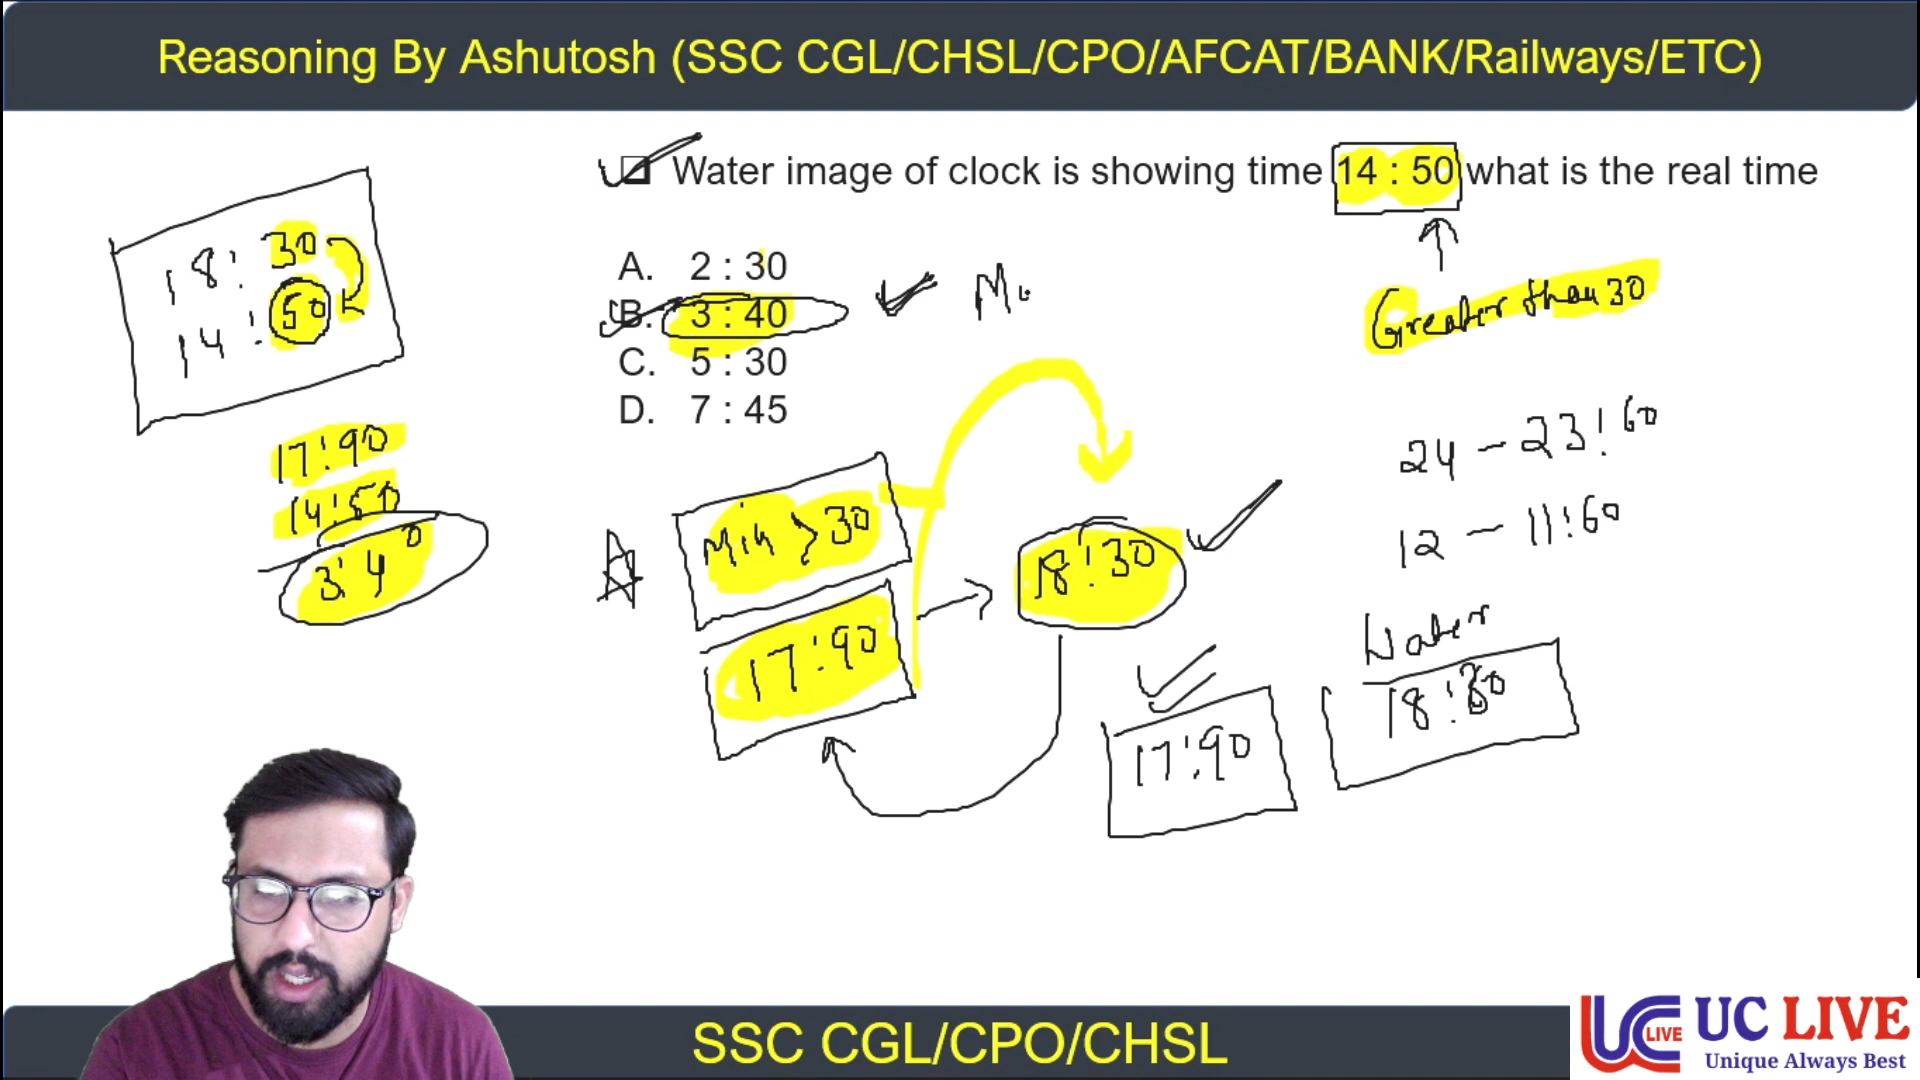 Reasoning By Ashutosh (SSC CGL/CHSL/CPO/AFCAT/BANK/Railways/ETC)
Water image of clock is showing time 14 : 50 what is the real time
A. 2 : 30
B. 3 : 40
C. 5 : 30
D. 7 : 45
18:30
14:50
17:90
14:50
3:40
Greater than 30
24 - 23:60
12 - 11:60
Min > 30
17:90
18:30
Water
17:90
SSC CGL/CPO/CHSL
LIVE
UC LIVE
Unique Always Best